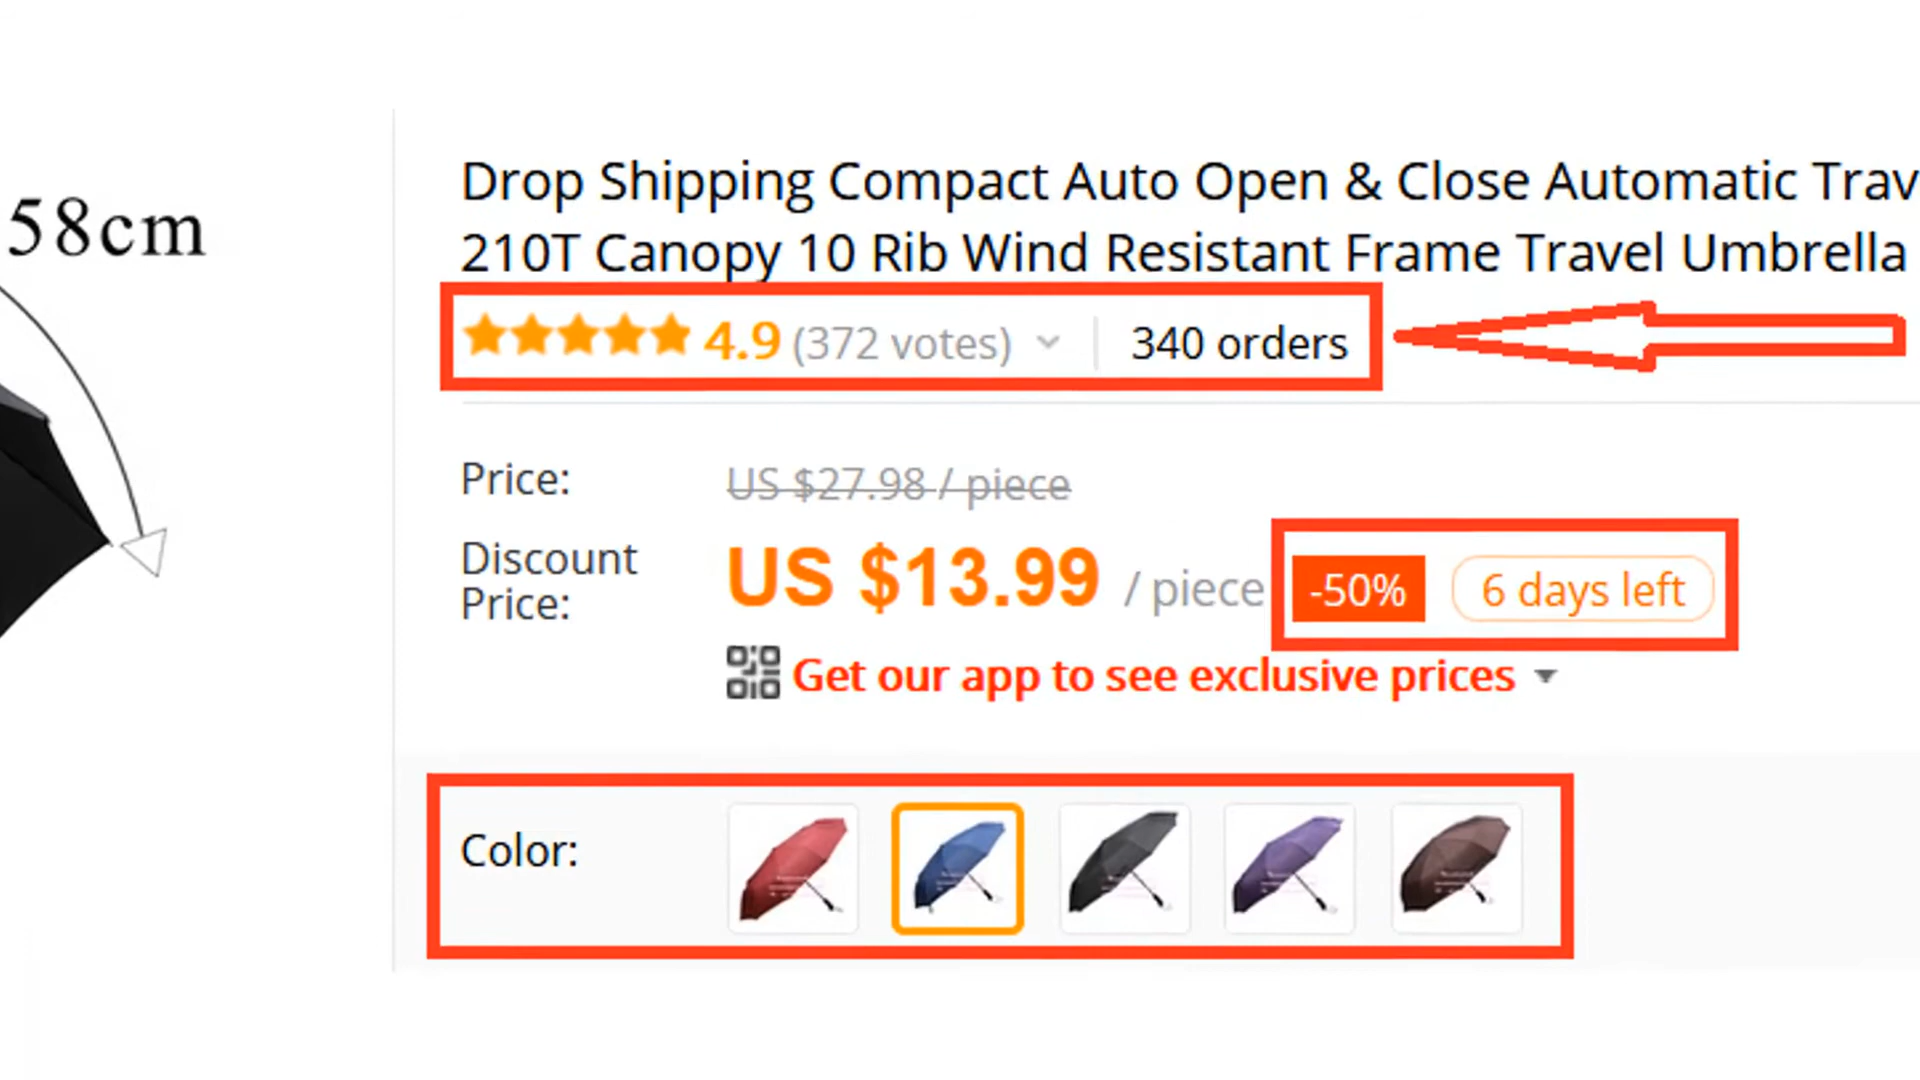 58cm
Drop Shipping Compact Auto Open & Close Automatic Trav
210T Canopy 10 Rib Wind Resistant Frame Travel Umbrella
4.9 (372 votes) 340 orders
Price: US $27.98 / piece
Discount Price: US $13.99 / piece -50% 6 days left
Get our app to see exclusive prices
Color: